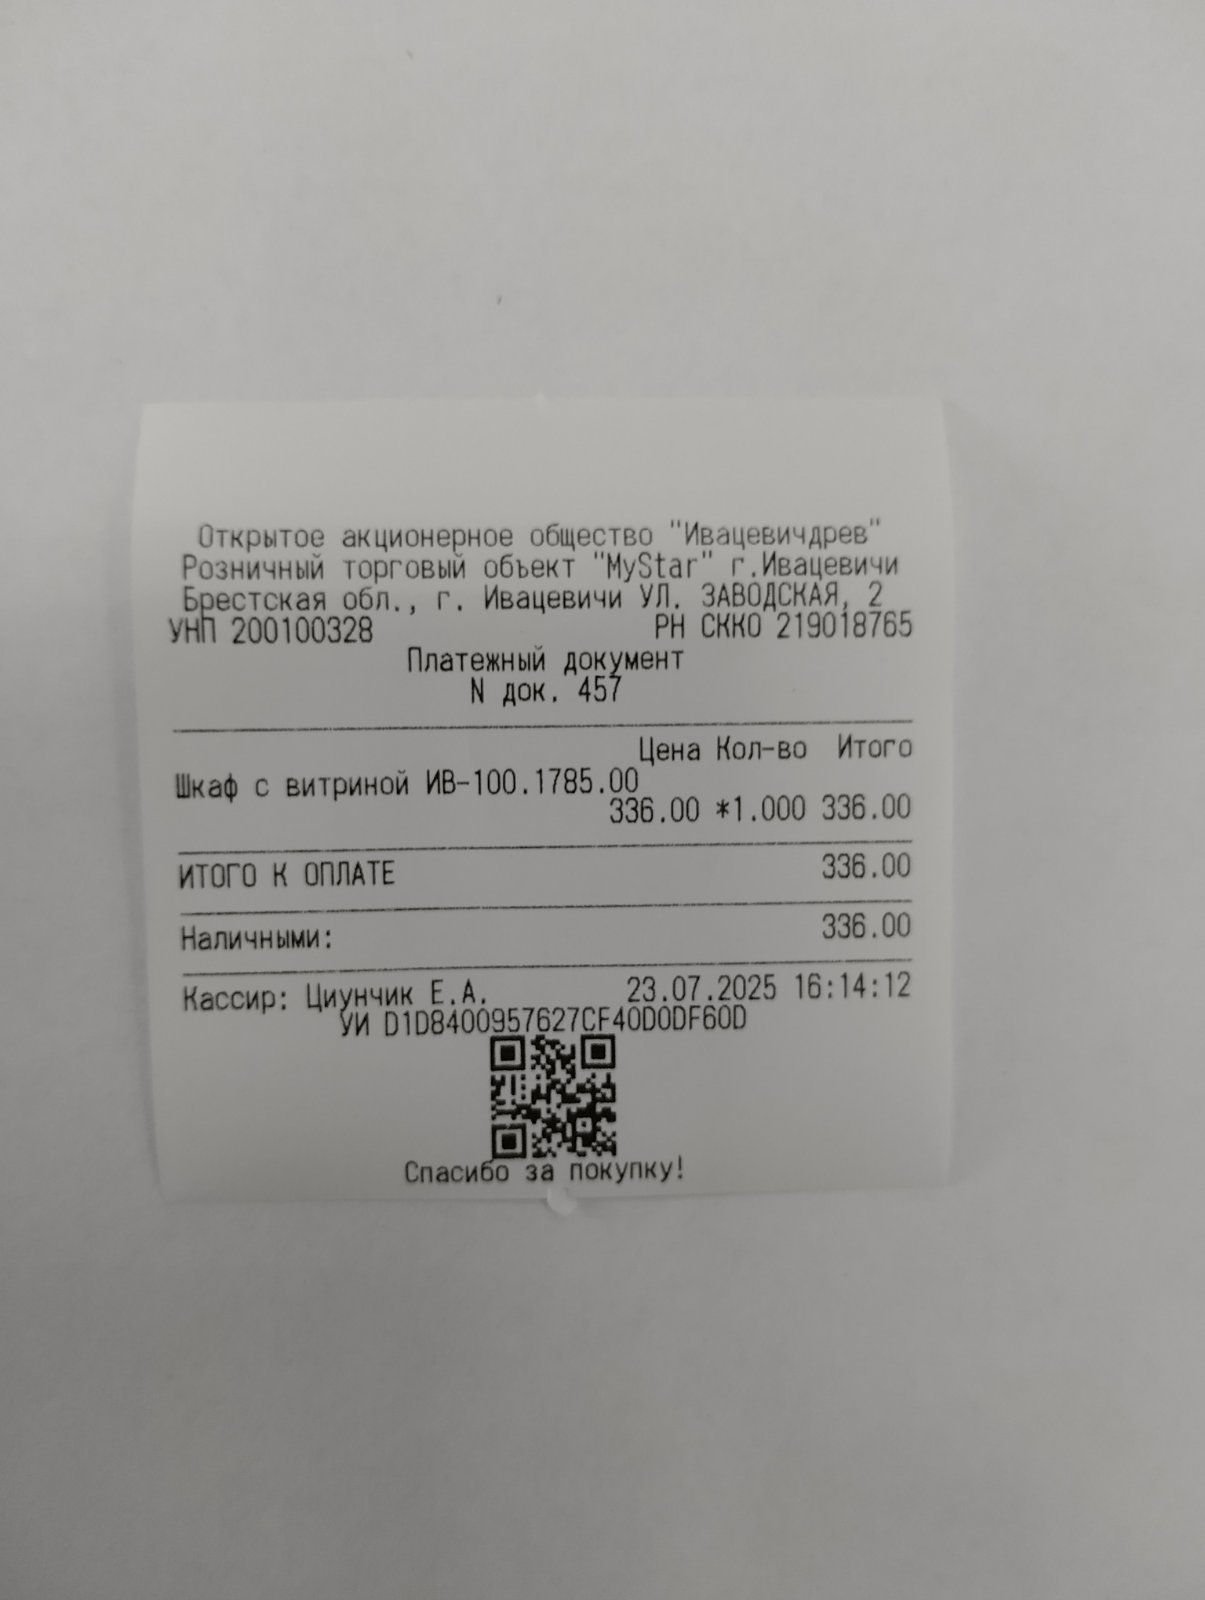 Открытое акционерное общество "Ивацевичдрев"
Розничный торговый объект "MyStar" г.Ивацевичи
Брестская обл., г. Ивацевичи УЛ. ЗАВОДСКАЯ, 2
УНП 200100328 РН СККО 219018765
Платежный документ
N док. 457
Цена Кол-во Итого
Шкаф с витриной ИВ-100.1785.00
336.00 *1.000 336.00
ИТОГО К ОПЛАТЕ 336.00
Наличными: 336.00
Кассир: Циунчик Е.А. 23.07.2025 16:14:12
УИ D1D8400957627CF40D0DF60D
Спасибо за покупку!